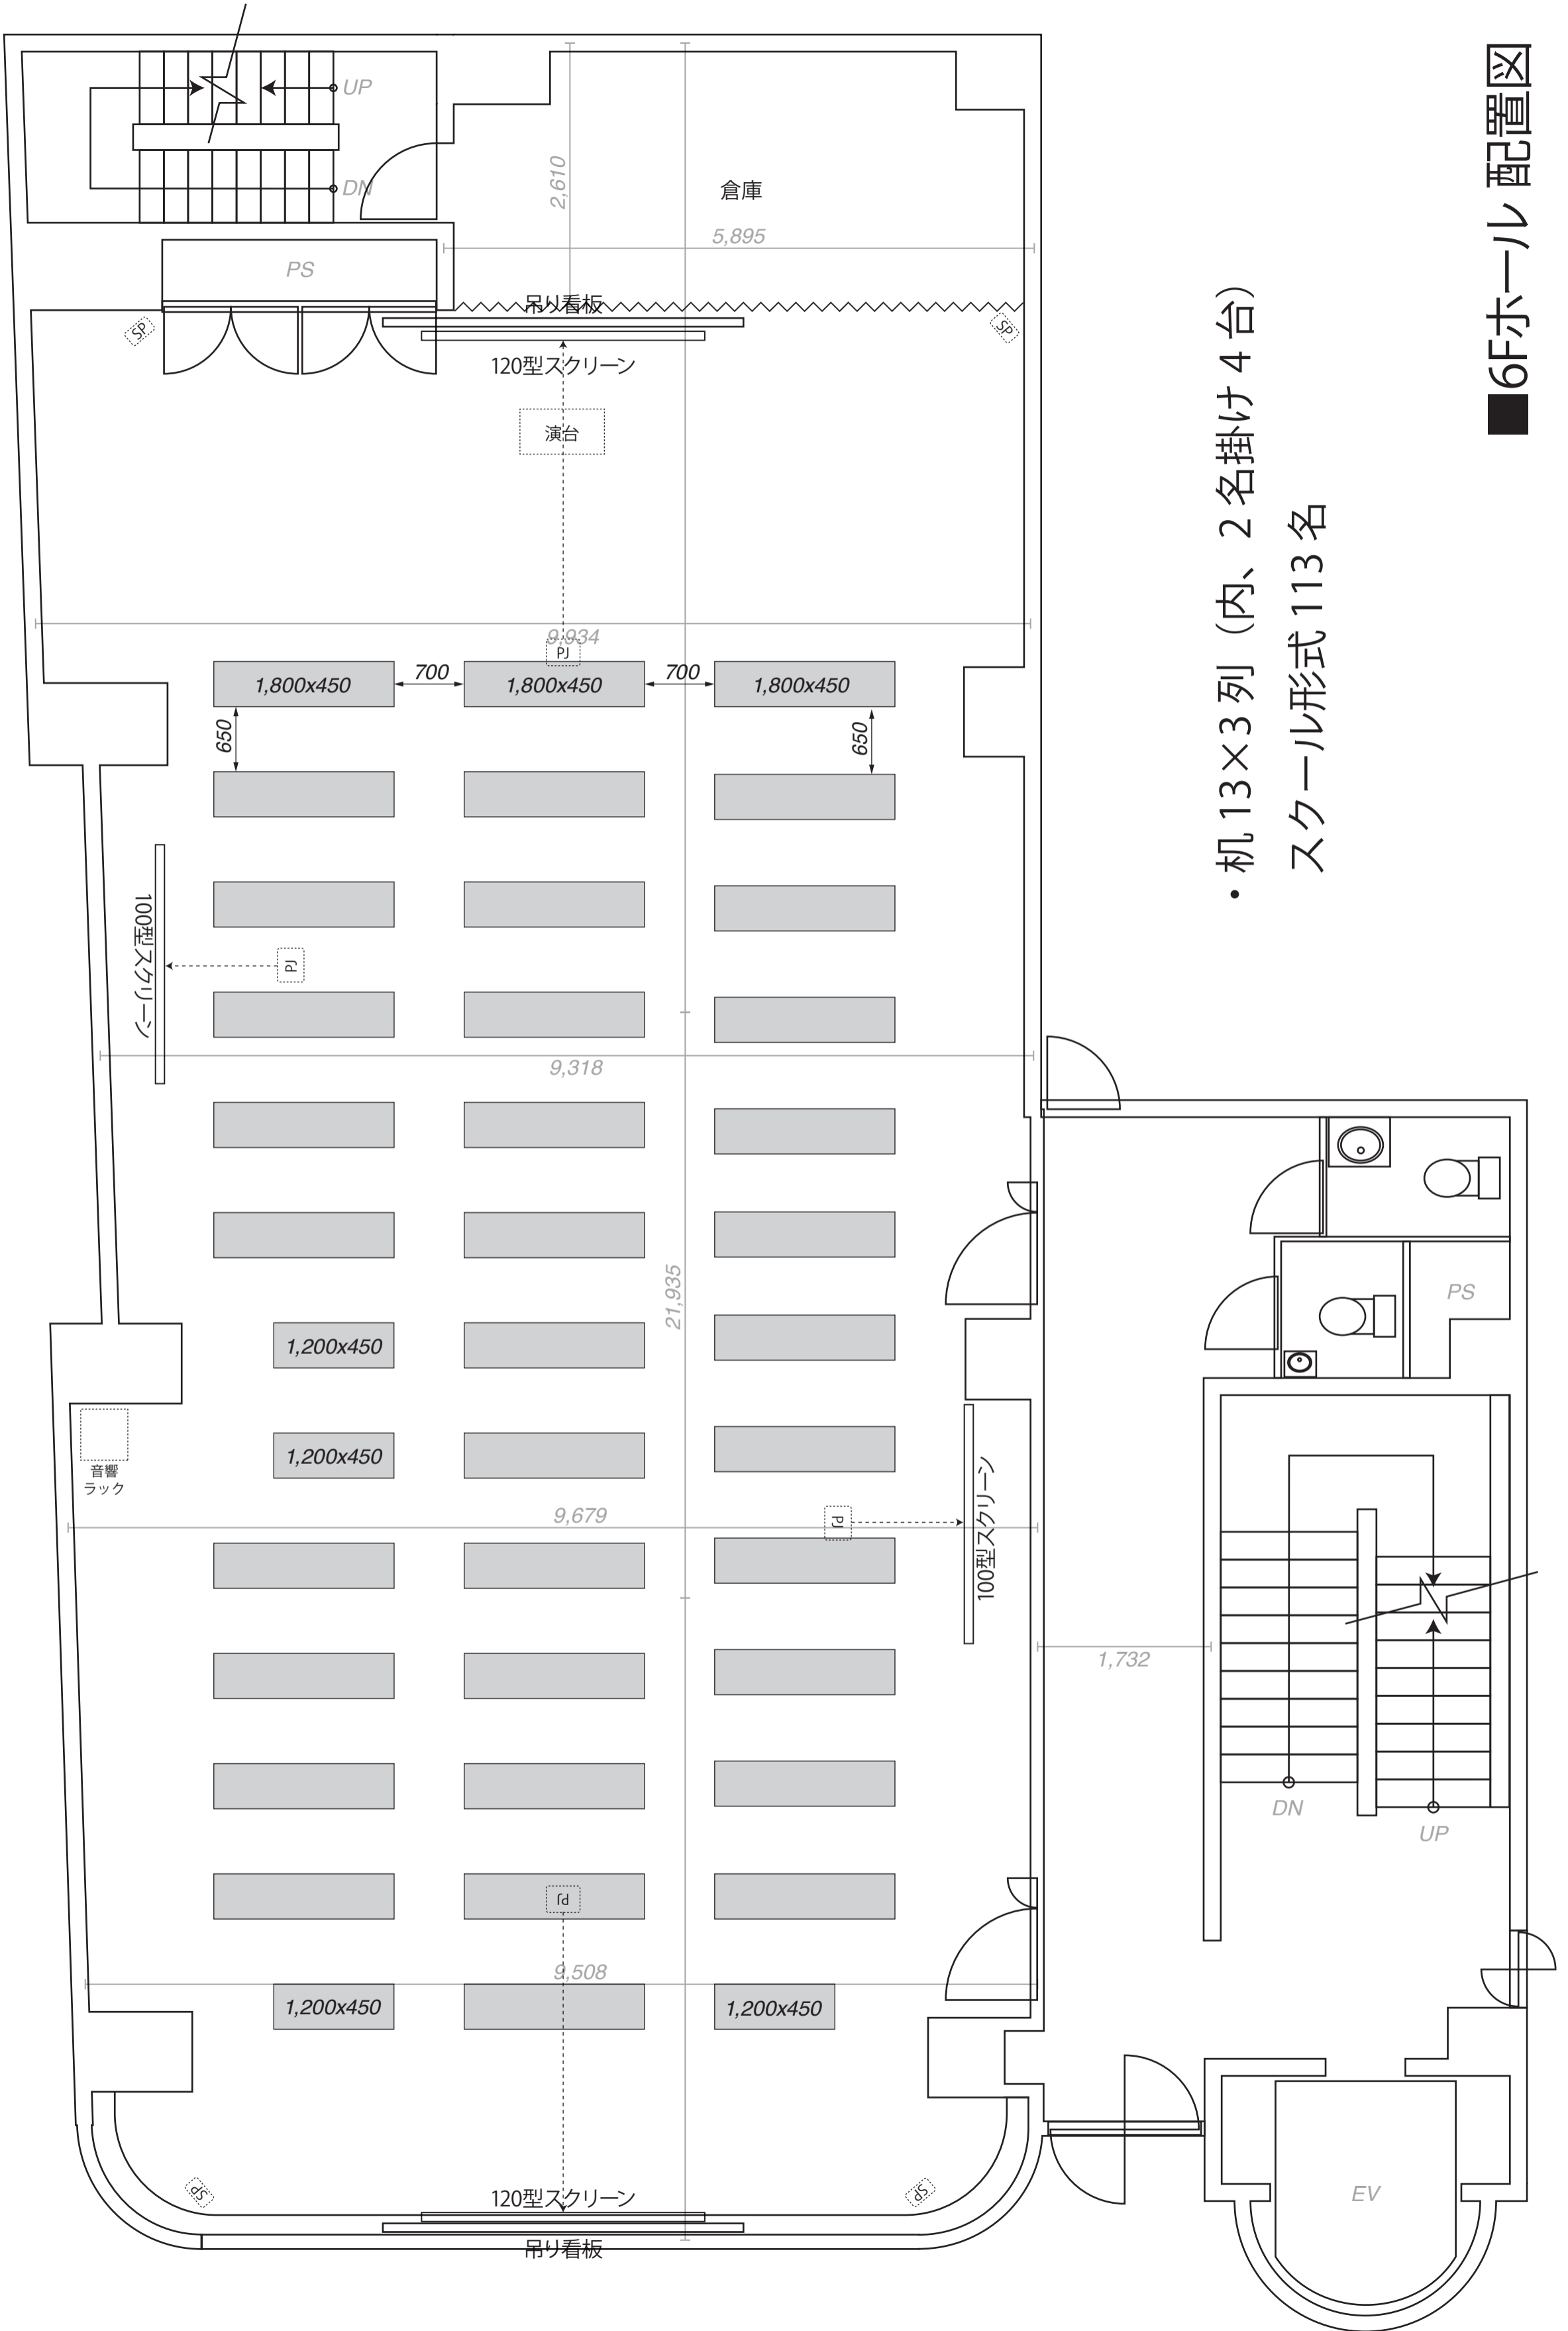 ■6Fホール 配置図
・机 13×3 列（内、2 名掛け 4 台）
スクール形式 113 名
UP
DN
2,610
倉庫
5,895
PS
吊り看板
SP
SP
120型スクリーン
演台
9,934
PJ
1,800x450
700
1,800x450
700
1,800x450
650
650
100型スクリーン
PJ
9,318
21,935
PS
1,200x450
1,200x450
音響
ラック
9,679
PJ
100型スクリーン
1,732
DN
UP
PJ
9,508
1,200x450
1,200x450
SP
SP
120型スクリーン
吊り看板
EV